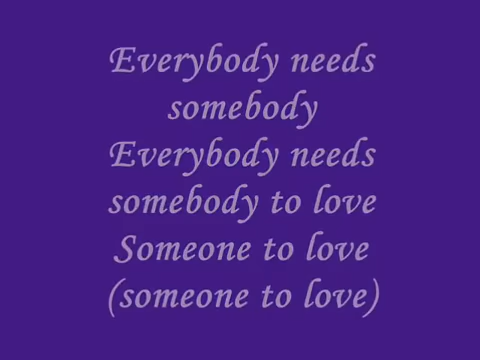 Everybody needs
somebody
Everybody needs
somebody to love
Someone to love
(someone to love)